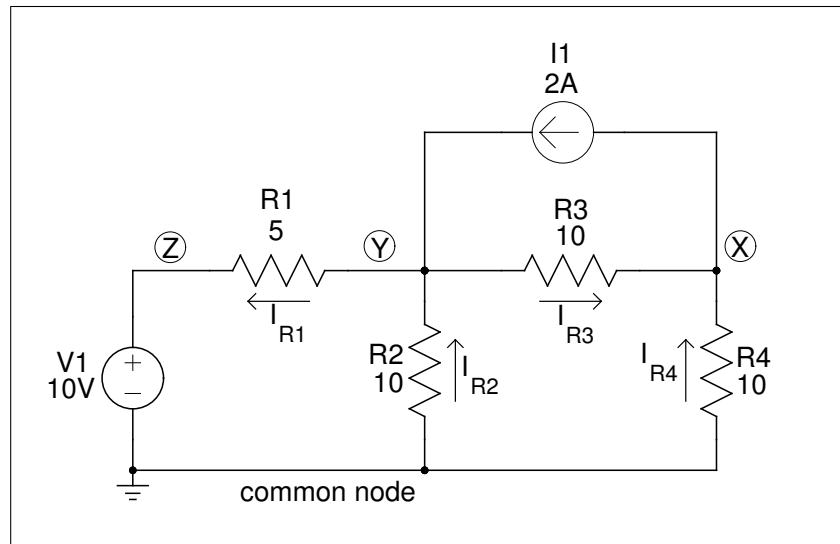 I1
2A
R1
5
R3
10
Z
Y
X
I R1
I R3
V1
10V
+
−
R2
10
I R2
I R4
R4
10
common node